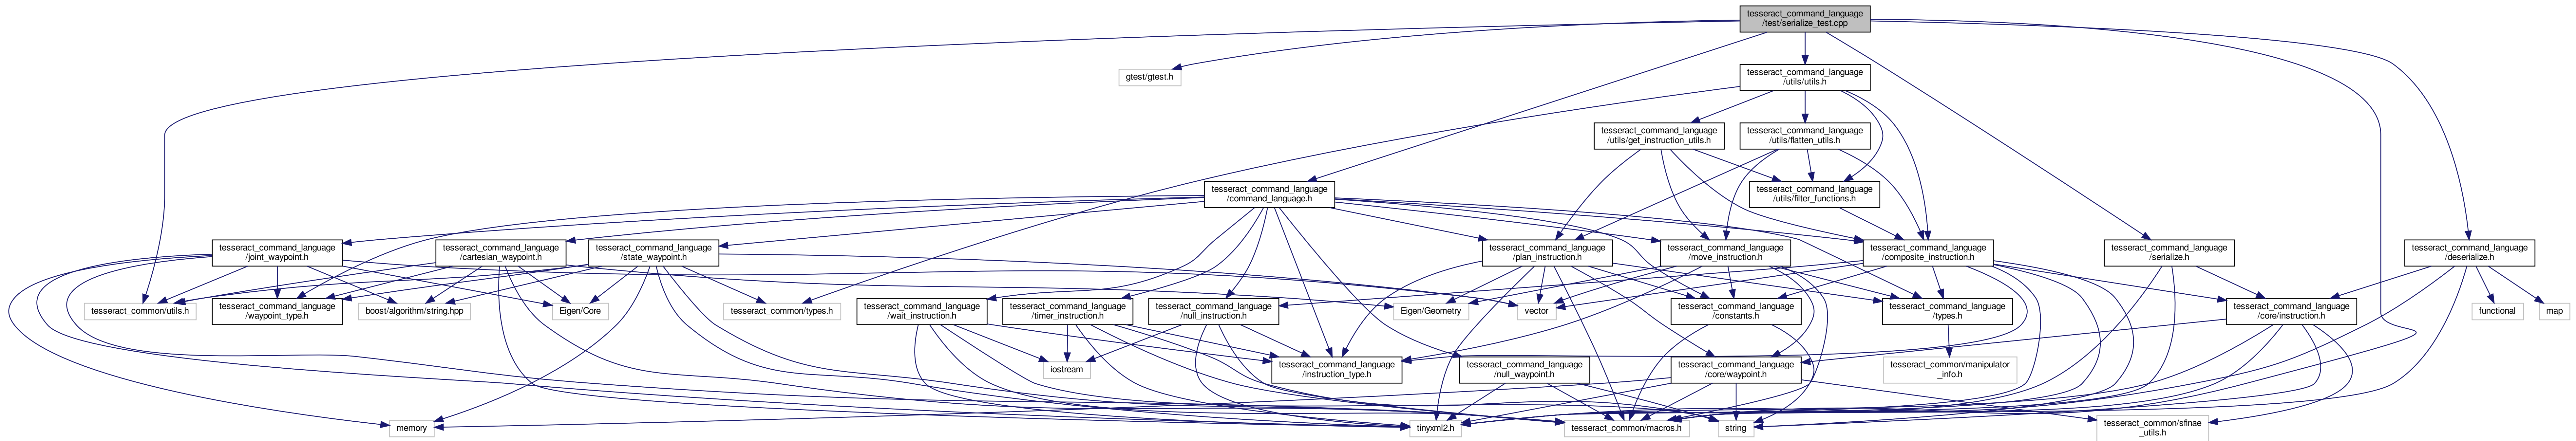 tesseract_command_language
/test/serialize_test.cpp
gtest/gtest.h
tesseract_command_language
/utils/utils.h
tesseract_command_language
/utils/get_instruction_utils.h
tesseract_command_language
/utils/flatten_utils.h
tesseract_command_language
/command_language.h
tesseract_command_language
/utils/filter_functions.h
tesseract_command_language
/joint_waypoint.h
tesseract_command_language
/cartesian_waypoint.h
tesseract_command_language
/state_waypoint.h
tesseract_command_language
/plan_instruction.h
tesseract_command_language
/move_instruction.h
tesseract_command_language
/composite_instruction.h
tesseract_command_language
/serialize.h
tesseract_command_language
/deserialize.h
tesseract_common/utils.h
tesseract_command_language
/waypoint_type.h
boost/algorithm/string.hpp
Eigen/Core
tesseract_common/types.h
tesseract_command_language
/wait_instruction.h
tesseract_command_language
/timer_instruction.h
tesseract_command_language
/null_instruction.h
Eigen/Geometry
vector
tesseract_command_language
/constants.h
tesseract_command_language
/types.h
tesseract_command_language
/core/instruction.h
functional
map
iostream
tesseract_command_language
/instruction_type.h
tesseract_command_language
/null_waypoint.h
tesseract_command_language
/core/waypoint.h
tesseract_common/manipulator
_info.h
memory
tinyxml2.h
tesseract_common/macros.h
string
tesseract_common/sfinae
_utils.h